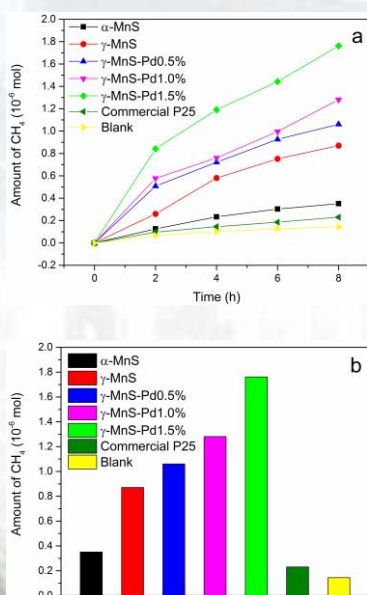 a
α-MnS
γ-MnS
γ-MnS-Pd0.5%
γ-MnS-Pd1.0%
γ-MnS-Pd1.5%
Commercial P25
Blank
Amount of CH₄ (10⁻⁶ mol)
2.0
1.8
1.6
1.4
1.2
1.0
0.8
0.6
0.4
0.2
0.0
-0.2
0 2 4 6 8
Time (h)
b
α-MnS
γ-MnS
γ-MnS-Pd0.5%
γ-MnS-Pd1.0%
γ-MnS-Pd1.5%
Commercial P25
Blank
Amount of CH₄ (10⁻⁶ mol)
2.0
1.8
1.6
1.4
1.2
1.0
0.8
0.6
0.4
0.2
0.0